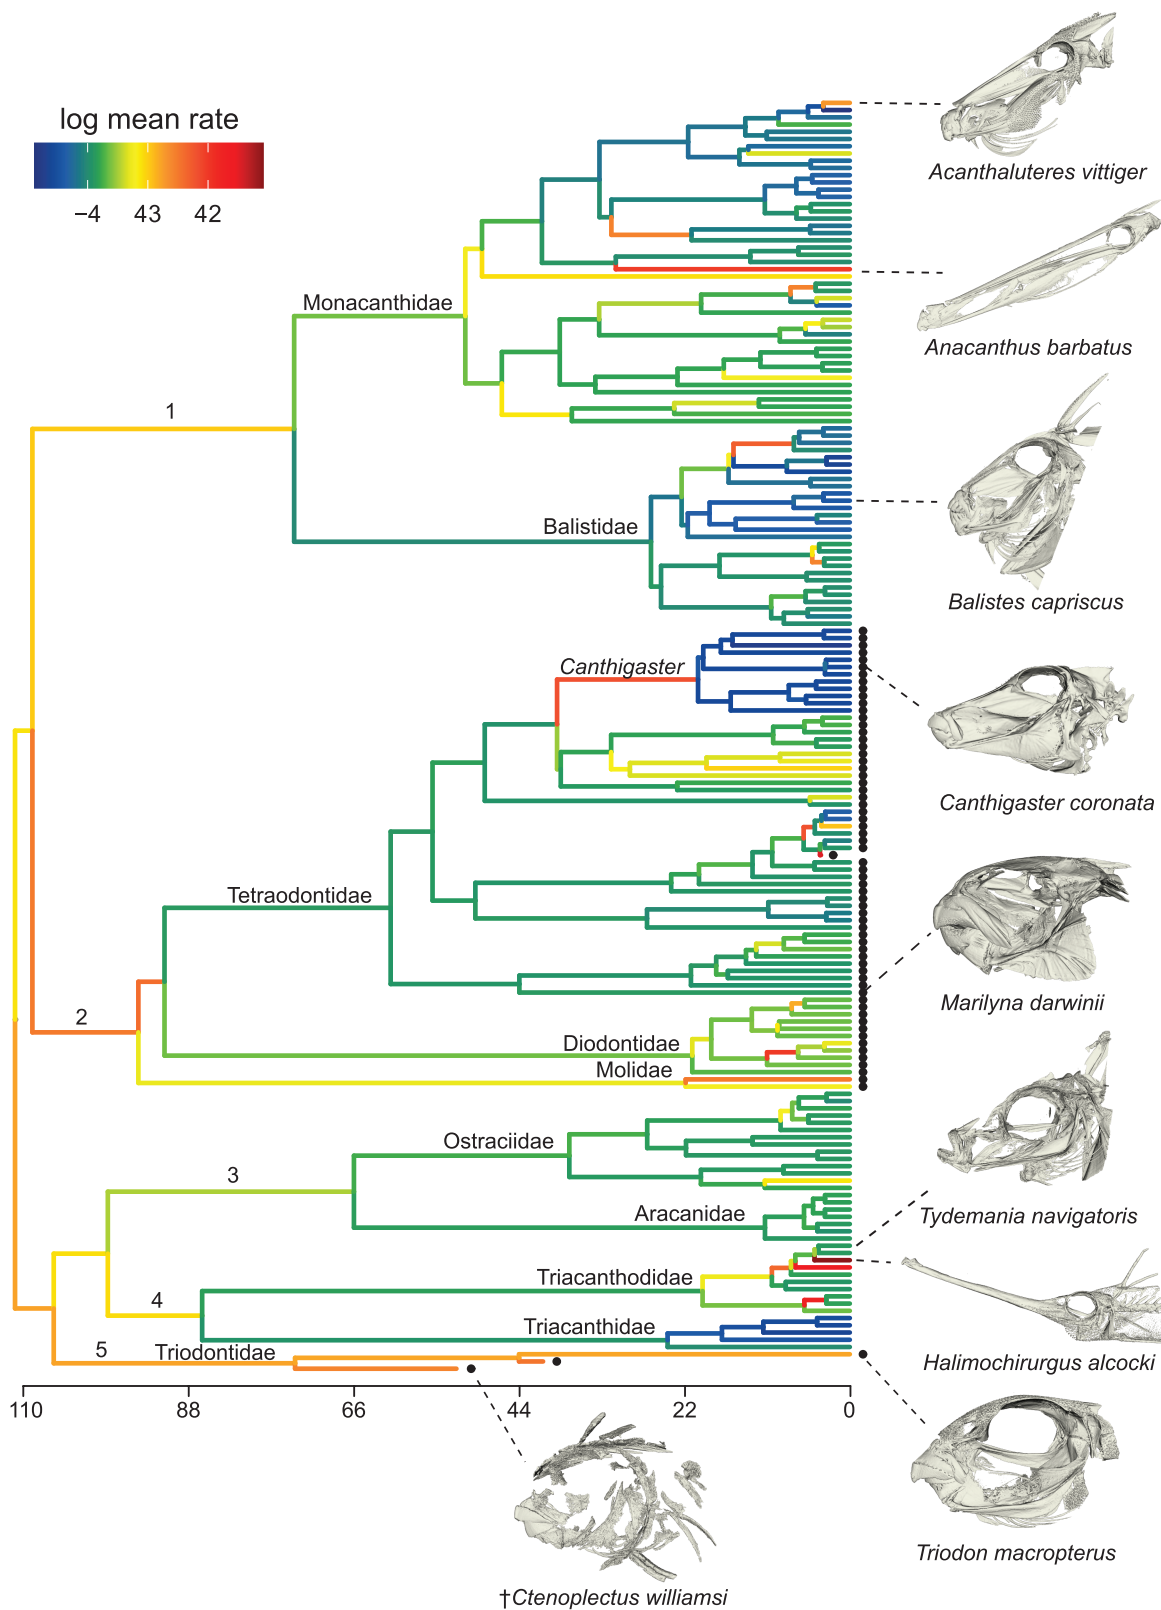 log mean rate
−4 43 42
Acanthaluteres vittiger
Anacanthus barbatus
Monacanthidae
1
Balistidae
Balistes capriscus
Canthigaster
Canthigaster coronata
Tetraodontidae
Marilyna darwinii
2
Diodontidae
Molidae
Ostraciidae
3
Aracanidae
Tydemania navigatoris
Triacanthodidae
4
Triacanthidae
5
Triodontidae
Halimochirurgus alcocki
110 88 66 44 22 0
Triodon macropterus
†Ctenoplectus williamsi